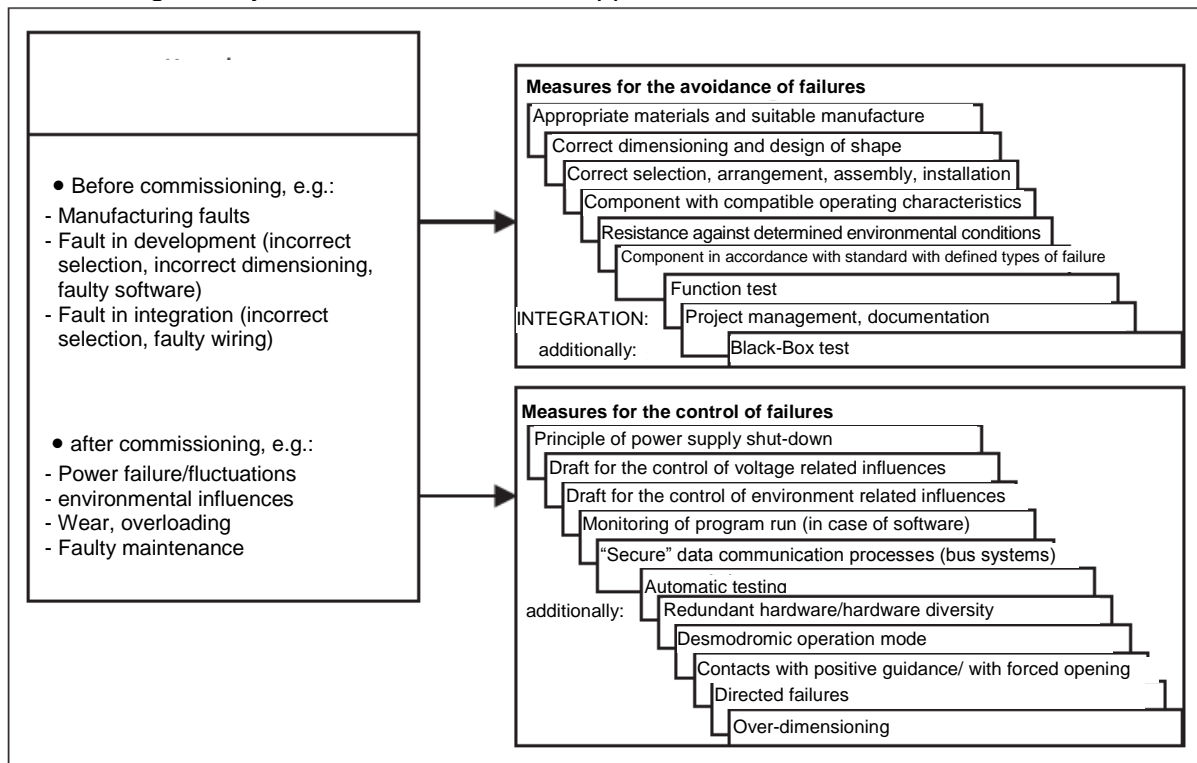 • Before commissioning, e.g.:
- Manufacturing faults
- Fault in development (incorrect
selection, incorrect dimensioning,
faulty software)
- Fault in integration (incorrect
selection, faulty wiring)
• after commissioning, e.g.:
- Power failure/fluctuations
- environmental influences
- Wear, overloading
- Faulty maintenance
Measures for the avoidance of failures
Appropriate materials and suitable manufacture
Correct dimensioning and design of shape
Correct selection, arrangement, assembly, installation
Component with compatible operating characteristics
Resistance against determined environmental conditions
Component in accordance with standard with defined types of failure
Function test
INTEGRATION: Project management, documentation
additionally: Black-Box test
Measures for the control of failures
Principle of power supply shut-down
Draft for the control of voltage related influences
Draft for the control of environment related influences
Monitoring of program run (in case of software)
“Secure” data communication processes (bus systems)
Automatic testing
additionally: Redundant hardware/hardware diversity
Desmodromic operation mode
Contacts with positive guidance/ with forced opening
Directed failures
Over-dimensioning